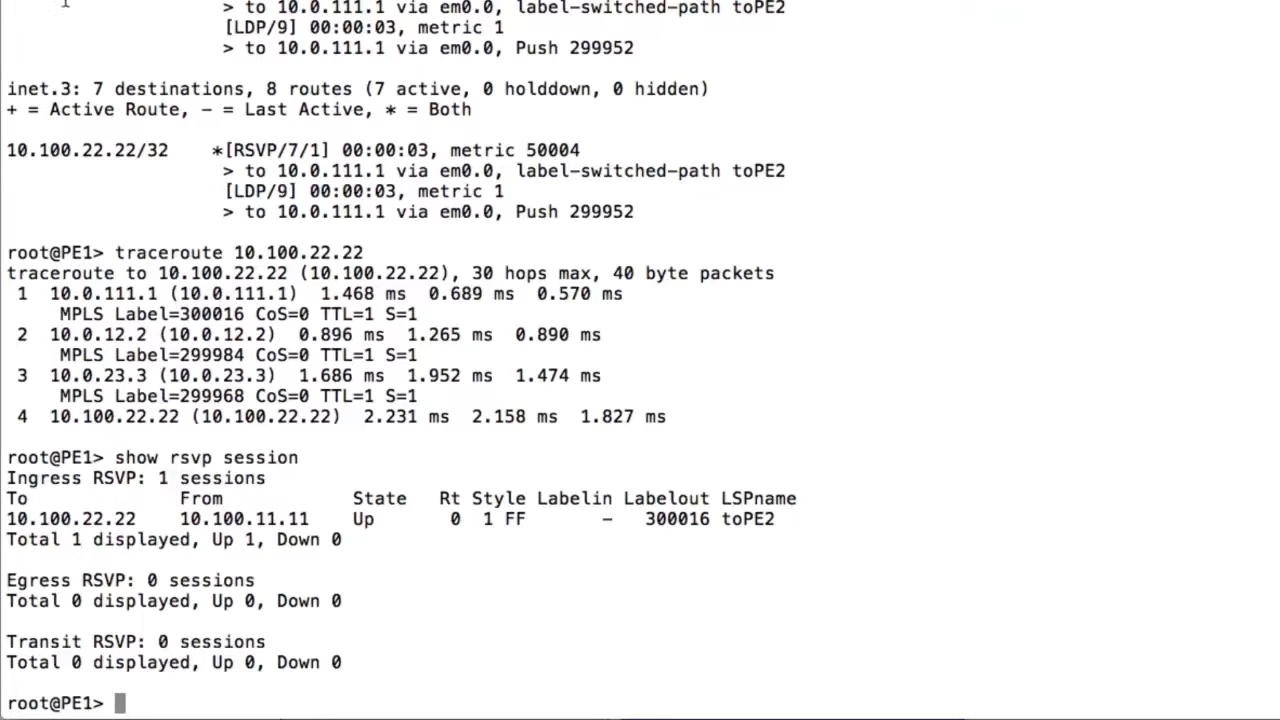 > to 10.0.111.1 via em0.0, label-switched-path toPE2
[LDP/9] 00:00:03, metric 1
> to 10.0.111.1 via em0.0, Push 299952
inet.3: 7 destinations, 8 routes (7 active, 0 holddown, 0 hidden)
+ = Active Route, - = Last Active, * = Both
10.100.22.22/32 *[RSVP/7/1] 00:00:03, metric 50004
> to 10.0.111.1 via em0.0, label-switched-path toPE2
[LDP/9] 00:00:03, metric 1
> to 10.0.111.1 via em0.0, Push 299952
root@PE1> traceroute 10.100.22.22
traceroute to 10.100.22.22 (10.100.22.22), 30 hops max, 40 byte packets
1 10.0.111.1 (10.0.111.1) 1.468 ms 0.689 ms 0.570 ms
MPLS Label=300016 CoS=0 TTL=1 S=1
2 10.0.12.2 (10.0.12.2) 0.896 ms 1.265 ms 0.890 ms
MPLS Label=299984 CoS=0 TTL=1 S=1
3 10.0.23.3 (10.0.23.3) 1.686 ms 1.952 ms 1.474 ms
MPLS Label=299968 CoS=0 TTL=1 S=1
4 10.100.22.22 (10.100.22.22) 2.231 ms 2.158 ms 1.827 ms
root@PE1> show rsvp session
Ingress RSVP: 1 sessions
To From State Rt Style Labelin Labelout LSPname
10.100.22.22 10.100.11.11 Up 0 1 FF - 300016 toPE2
Total 1 displayed, Up 1, Down 0
Egress RSVP: 0 sessions
Total 0 displayed, Up 0, Down 0
Transit RSVP: 0 sessions
Total 0 displayed, Up 0, Down 0
root@PE1>